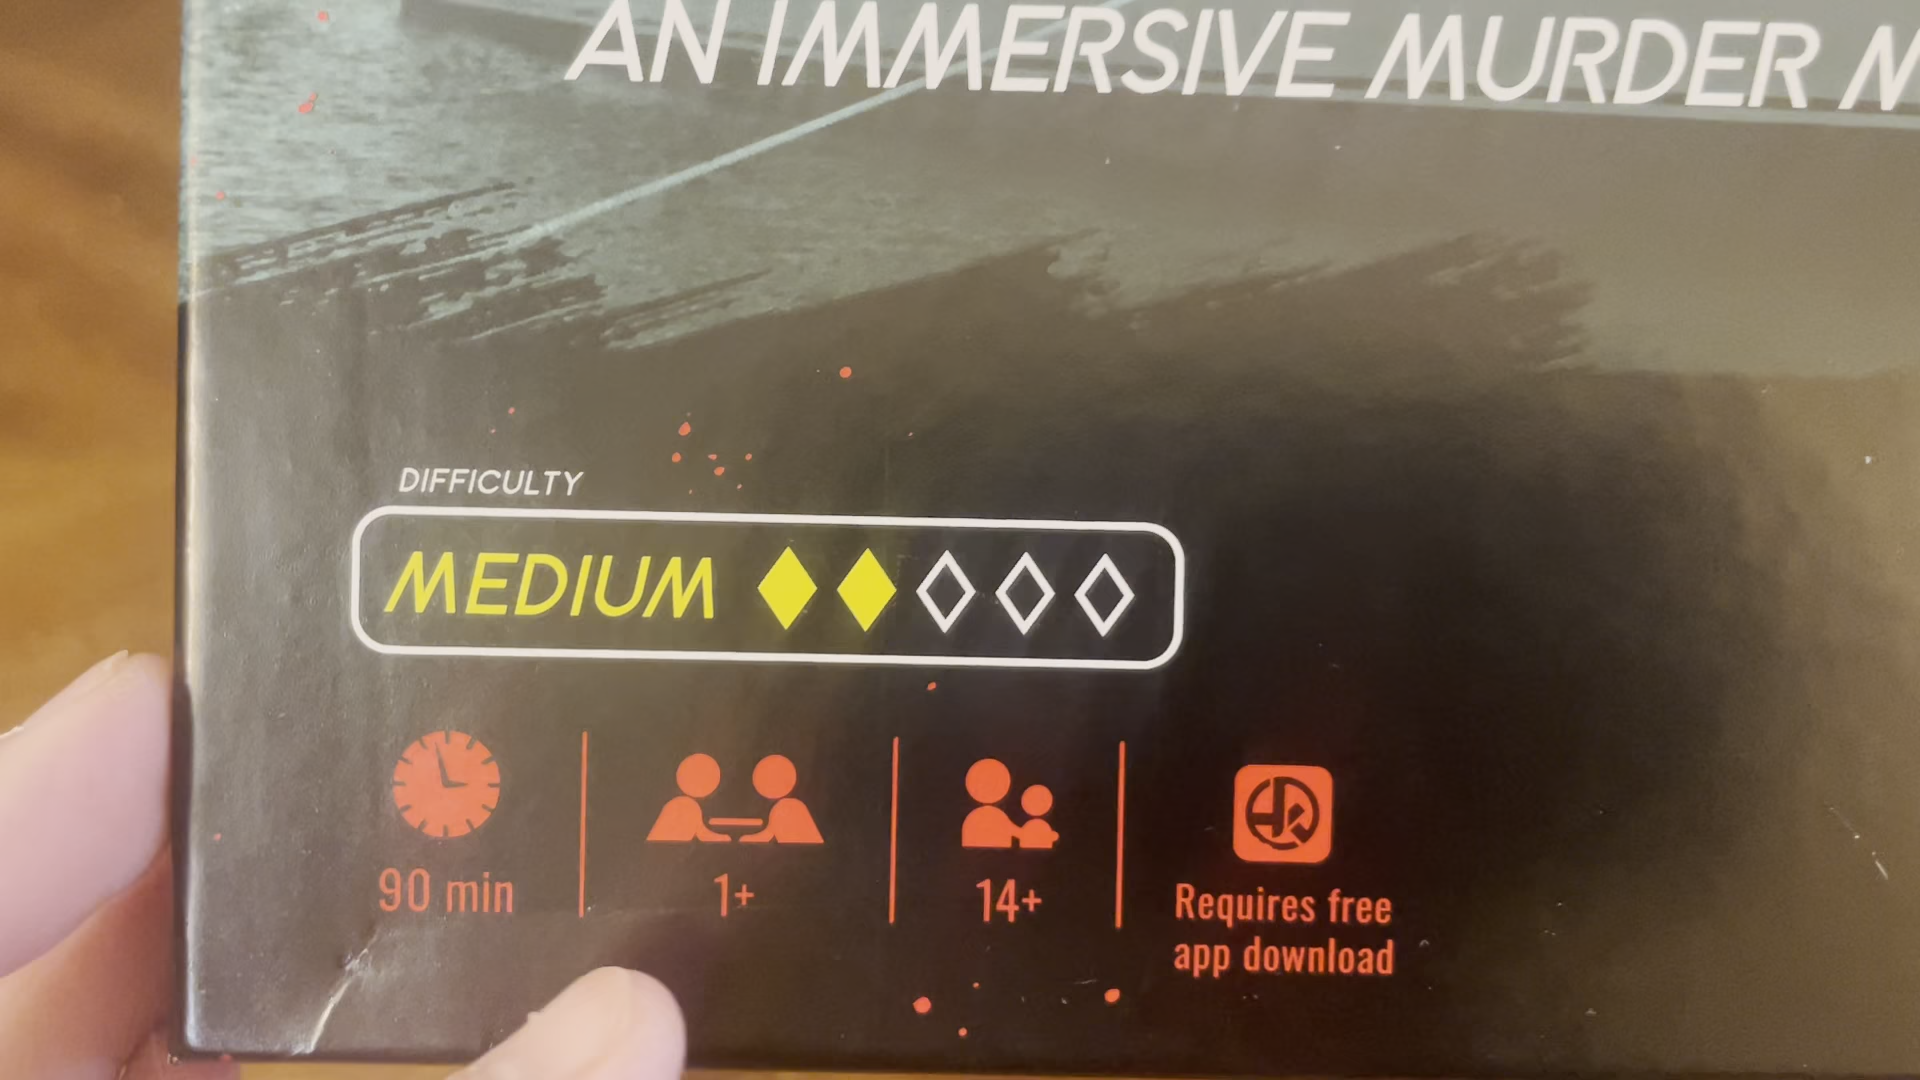 AN IMMERSIVE MURDER
DIFFICULTY
MEDIUM
90 min
1+
14+
Requires free
app download